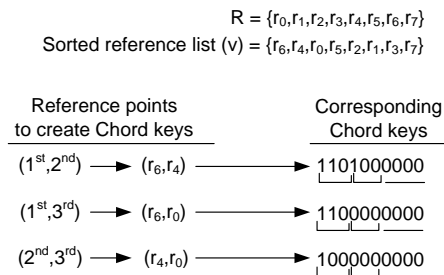 R = {r0,r1,r2,r3,r4,r5,r6,r7}
Sorted reference list (v) = {r6,r4,r0,r5,r2,r1,r3,r7}
Reference points to create Chord keys
Corresponding Chord keys
(1st,2nd) → (r6,r4) → 1101000000
(1st,3rd) → (r6,r0) → 1100000000
(2nd,3rd) → (r4,r0) → 1000000000